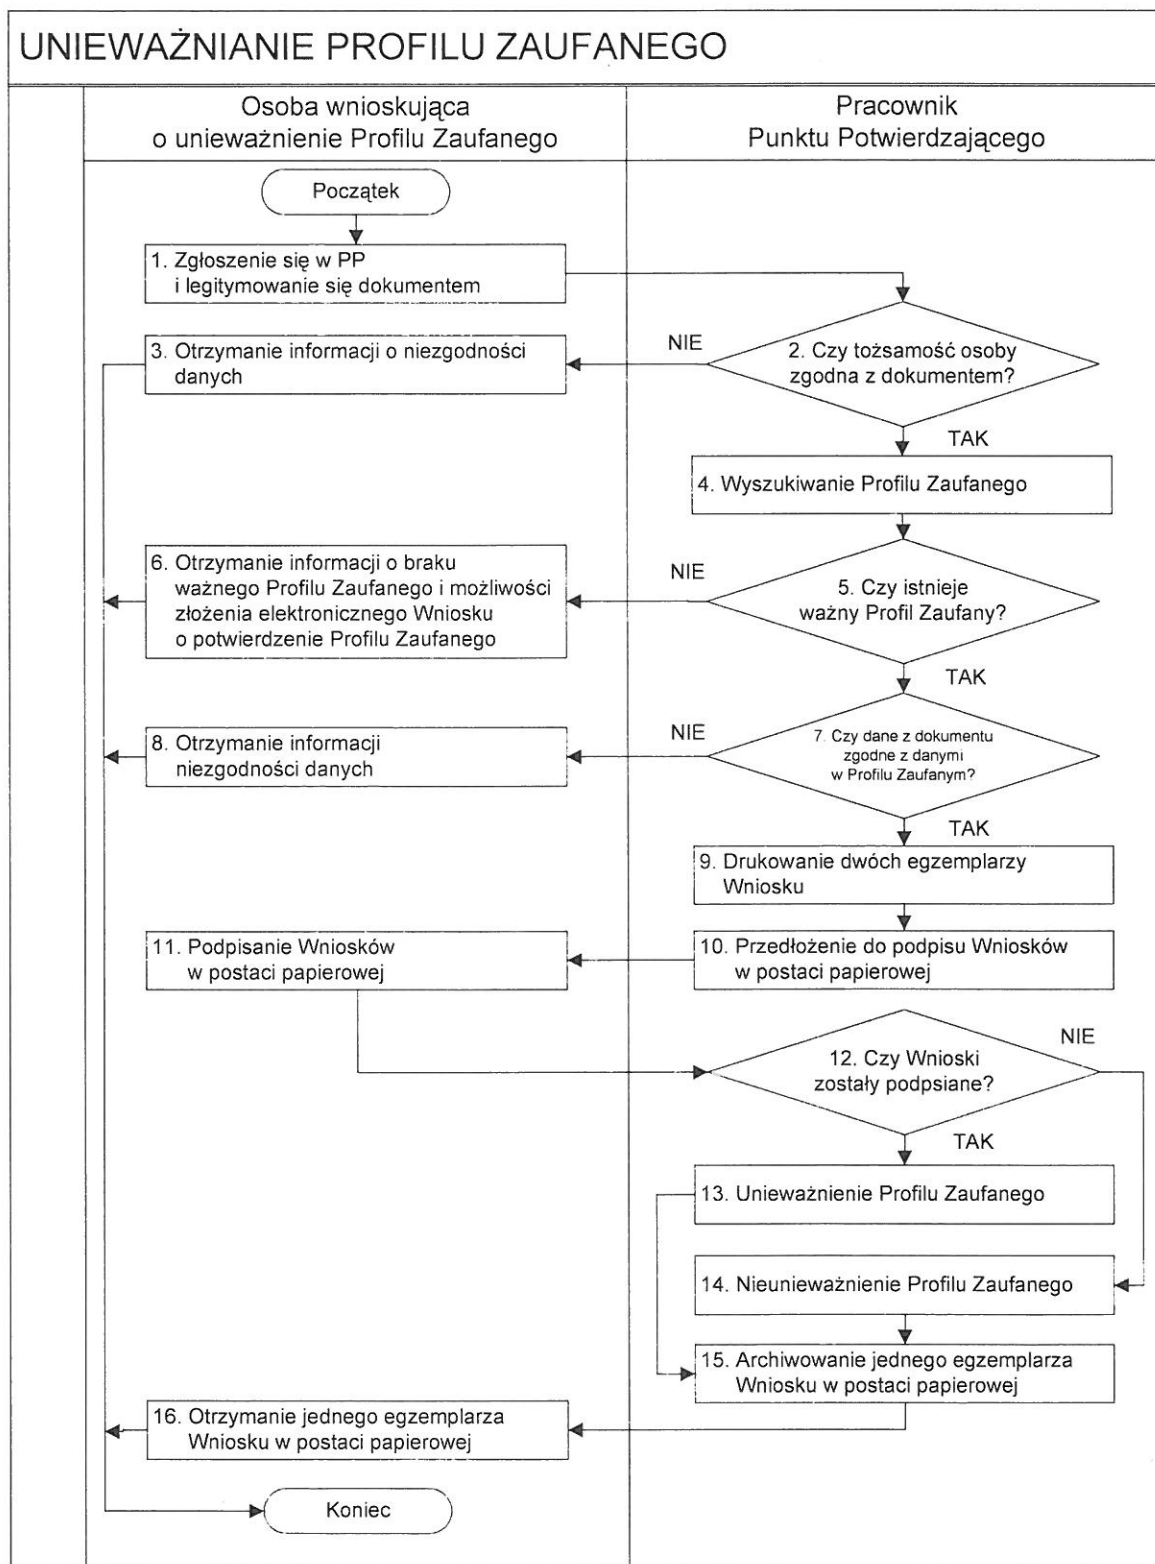 UNIEWAŻNIANIE PROFILU ZAUFANEGO
Osoba wnioskująca
o unieważnienie Profilu Zaufanego
Pracownik
Punktu Potwierdzającego
Początek
1. Zgłoszenie się w PP
i legitymowanie się dokumentem
2. Czy tożsamość osoby
zgodna z dokumentem?
NIE
3. Otrzymanie informacji o niezgodności
danych
TAK
4. Wyszukiwanie Profilu Zaufanego
5. Czy istnieje
ważny Profil Zaufany?
NIE
6. Otrzymanie informacji o braku
ważnego Profilu Zaufanego i możliwości
złożenia elektronicznego Wniosku
o potwierdzenie Profilu Zaufanego
TAK
7. Czy dane z dokumentu
zgodne z danymi
w Profilu Zaufanym?
NIE
8. Otrzymanie informacji
niezgodności danych
TAK
9. Drukowanie dwóch egzemplarzy
Wniosku
10. Przedłożenie do podpisu Wniosków
w postaci papierowej
11. Podpisanie Wniosków
w postaci papierowej
12. Czy Wnioski
zostały podpsiane?
NIE
TAK
13. Unieważnienie Profilu Zaufanego
14. Nieunieważnienie Profilu Zaufanego
15. Archiwowanie jednego egzemplarza
Wniosku w postaci papierowej
16. Otrzymanie jednego egzemplarza
Wniosku w postaci papierowej
Koniec